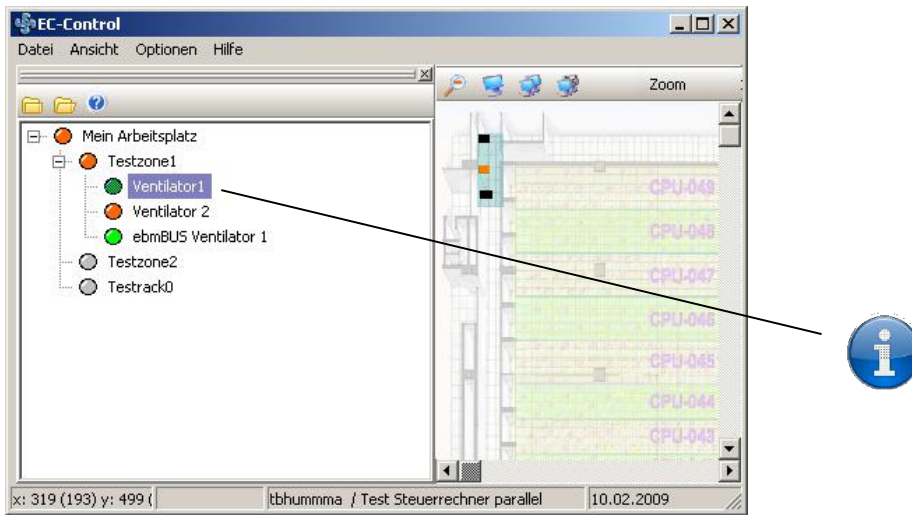 EC-Control
Datei Ansicht Optionen Hilfe
Zoom
Mein Arbeitsplatz
Testzone1
Ventilator1
Ventilator 2
ebmBUS Ventilator 1
Testzone2
Testrack0
CPU-049
CPU-048
CPU-047
CPU-046
CPU-045
CPU-044
CPU-043
x: 319 (193) y: 499 (
tbhummma / Test Steuerrechner parallel
10.02.2009